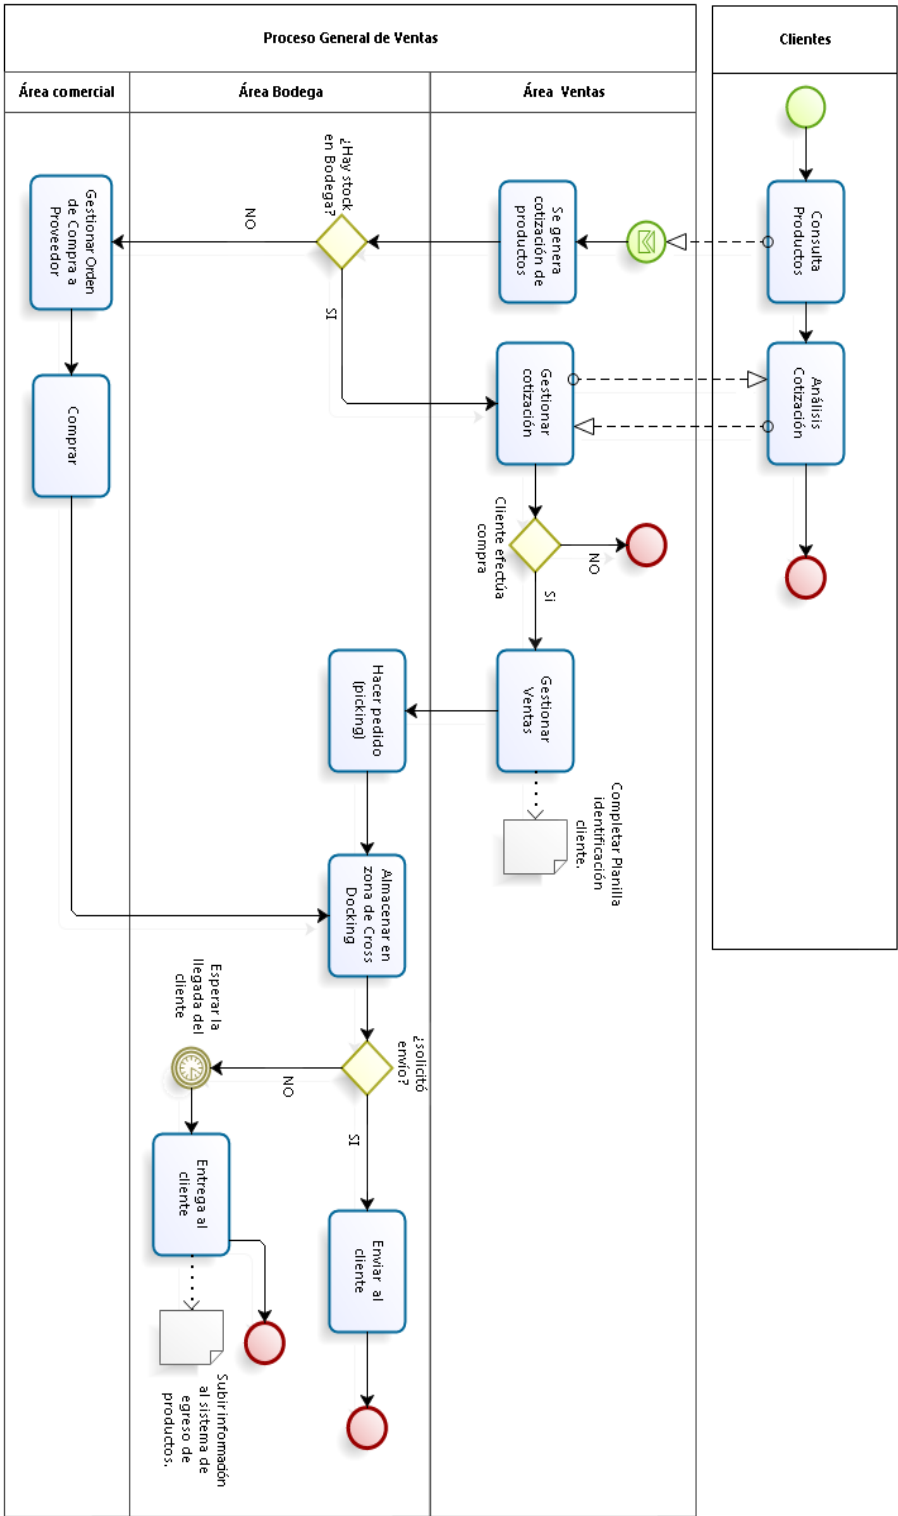 Proceso General de Ventas
Clientes
Área comercial
Área Bodega
Área Ventas
Consulta
Productos
Análisis
Cotización
Se genera
cotización de
productos
¿Hay stock
en Bodega?
NO
SI
Gestionar Orden
de Compra a
Proveedor
Comprar
Gestionar
cotización
Cliente efectúa
compra
NO
Si
Gestionar
Ventas
Completar Planilla
identificación
cliente.
Hacer pedido
(picking)
Almacenar en
zona de Cross
Docking
¿solicitó
envío?
NO
SI
Esperar la
llegada del
cliente
Entrega al
cliente
Enviar al
cliente
Subir información
al sistema de
egreso de
productos.